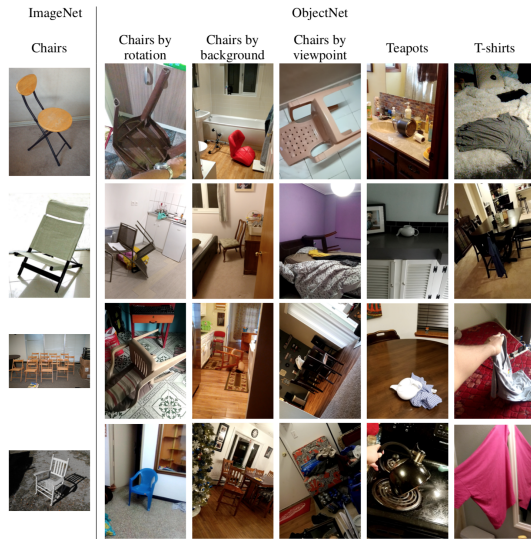 ImageNet
ObjectNet
Chairs
Chairs by
rotation
Chairs by
background
Chairs by
viewpoint
Teapots
T-shirts